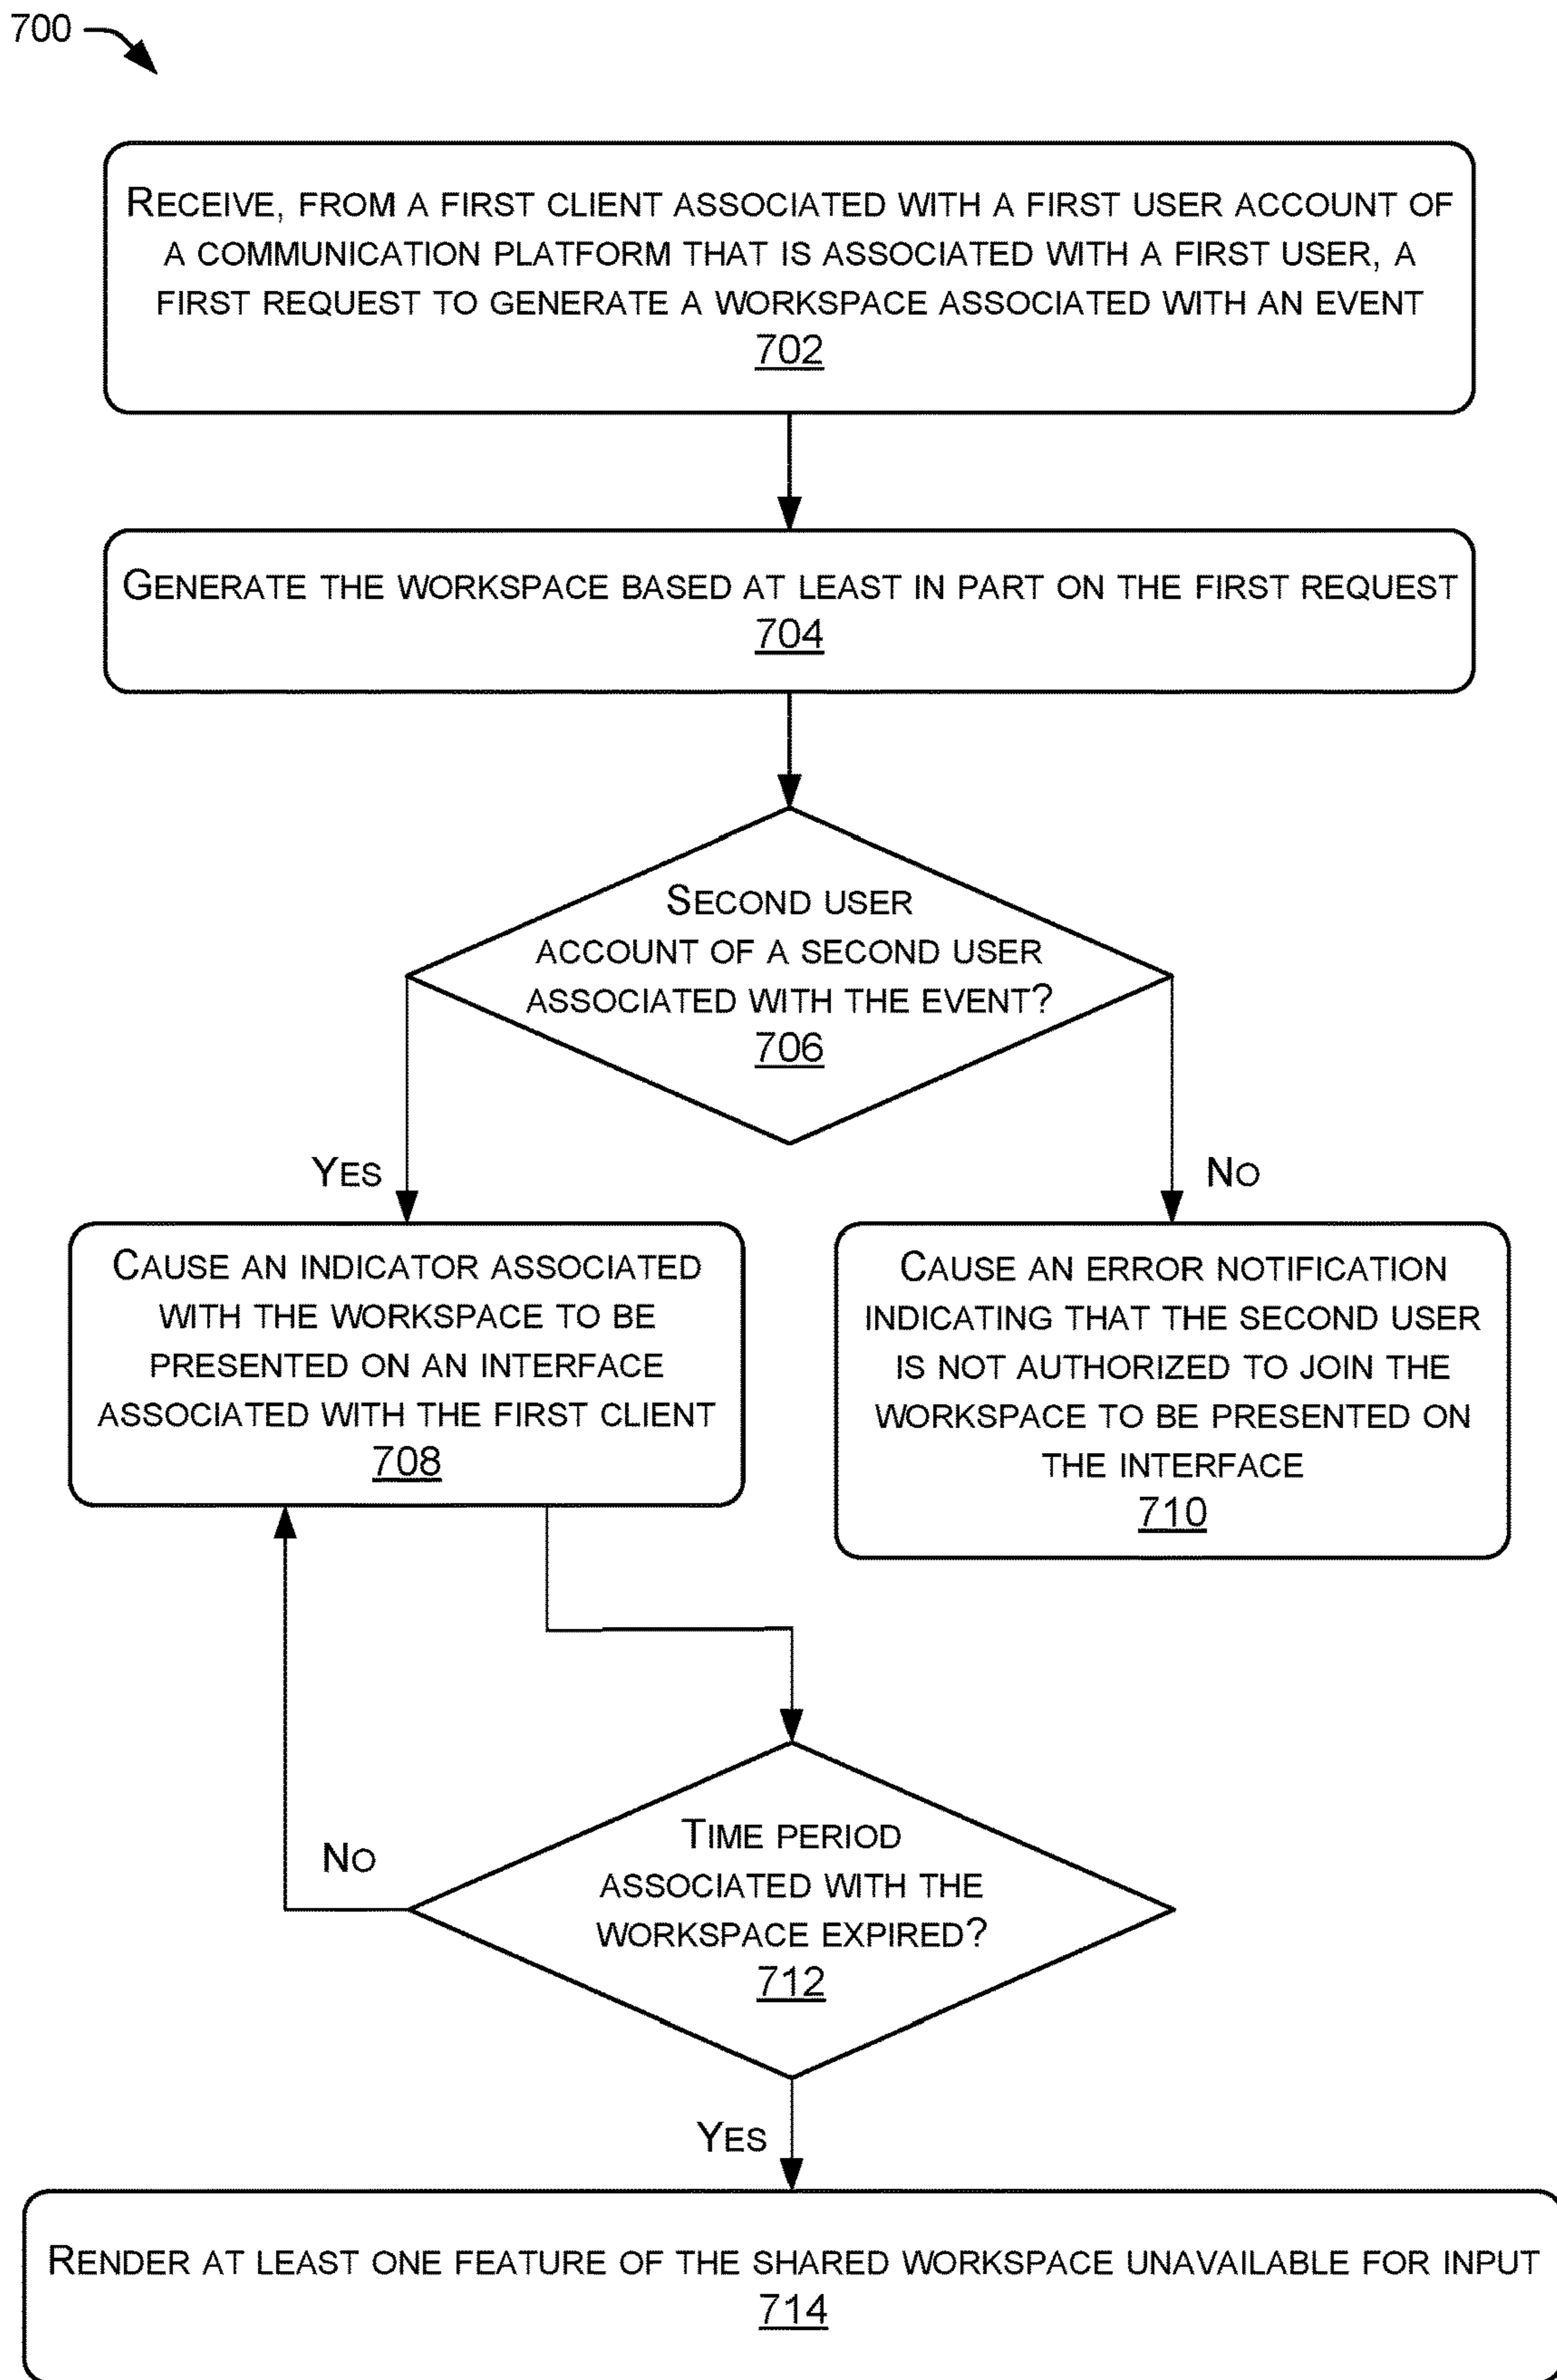 700
RECEIVE, FROM A FIRST CLIENT ASSOCIATED WITH A FIRST USER ACCOUNT OF
A COMMUNICATION PLATFORM THAT IS ASSOCIATED WITH A FIRST USER, A
FIRST REQUEST TO GENERATE A WORKSPACE ASSOCIATED WITH AN EVENT
702
GENERATE THE WORKSPACE BASED AT LEAST IN PART ON THE FIRST REQUEST
704
SECOND USER
ACCOUNT OF A SECOND USER
ASSOCIATED WITH THE EVENT?
706
YES
NO
CAUSE AN INDICATOR ASSOCIATED
WITH THE WORKSPACE TO BE
PRESENTED ON AN INTERFACE
ASSOCIATED WITH THE FIRST CLIENT
708
CAUSE AN ERROR NOTIFICATION
INDICATING THAT THE SECOND USER
IS NOT AUTHORIZED TO JOIN THE
WORKSPACE TO BE PRESENTED ON
THE INTERFACE
710
NO
TIME PERIOD
ASSOCIATED WITH THE
WORKSPACE EXPIRED?
712
YES
RENDER AT LEAST ONE FEATURE OF THE SHARED WORKSPACE UNAVAILABLE FOR INPUT
714